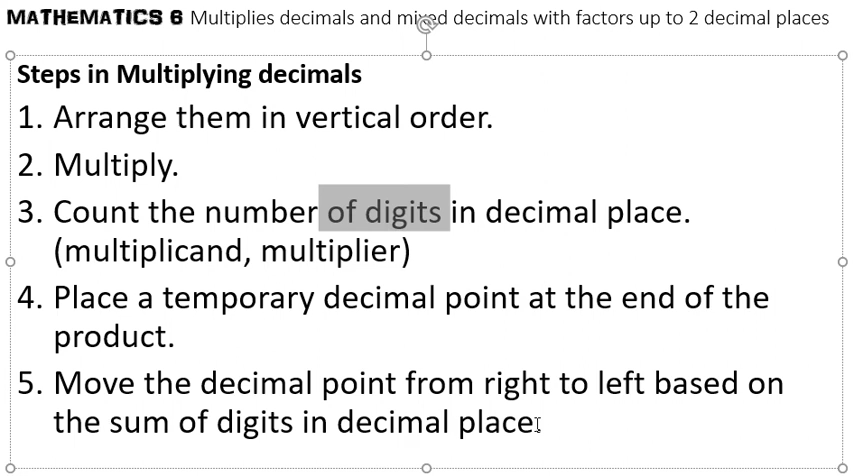 MATHEMATICS 6 Multiplies decimals and mixed decimals with factors up to 2 decimal places
Steps in Multiplying decimals
1. Arrange them in vertical order.
2. Multiply.
3. Count the number of digits in decimal place.
(multiplicand, multiplier)
4. Place a temporary decimal point at the end of the
product.
5. Move the decimal point from right to left based on
the sum of digits in decimal place.